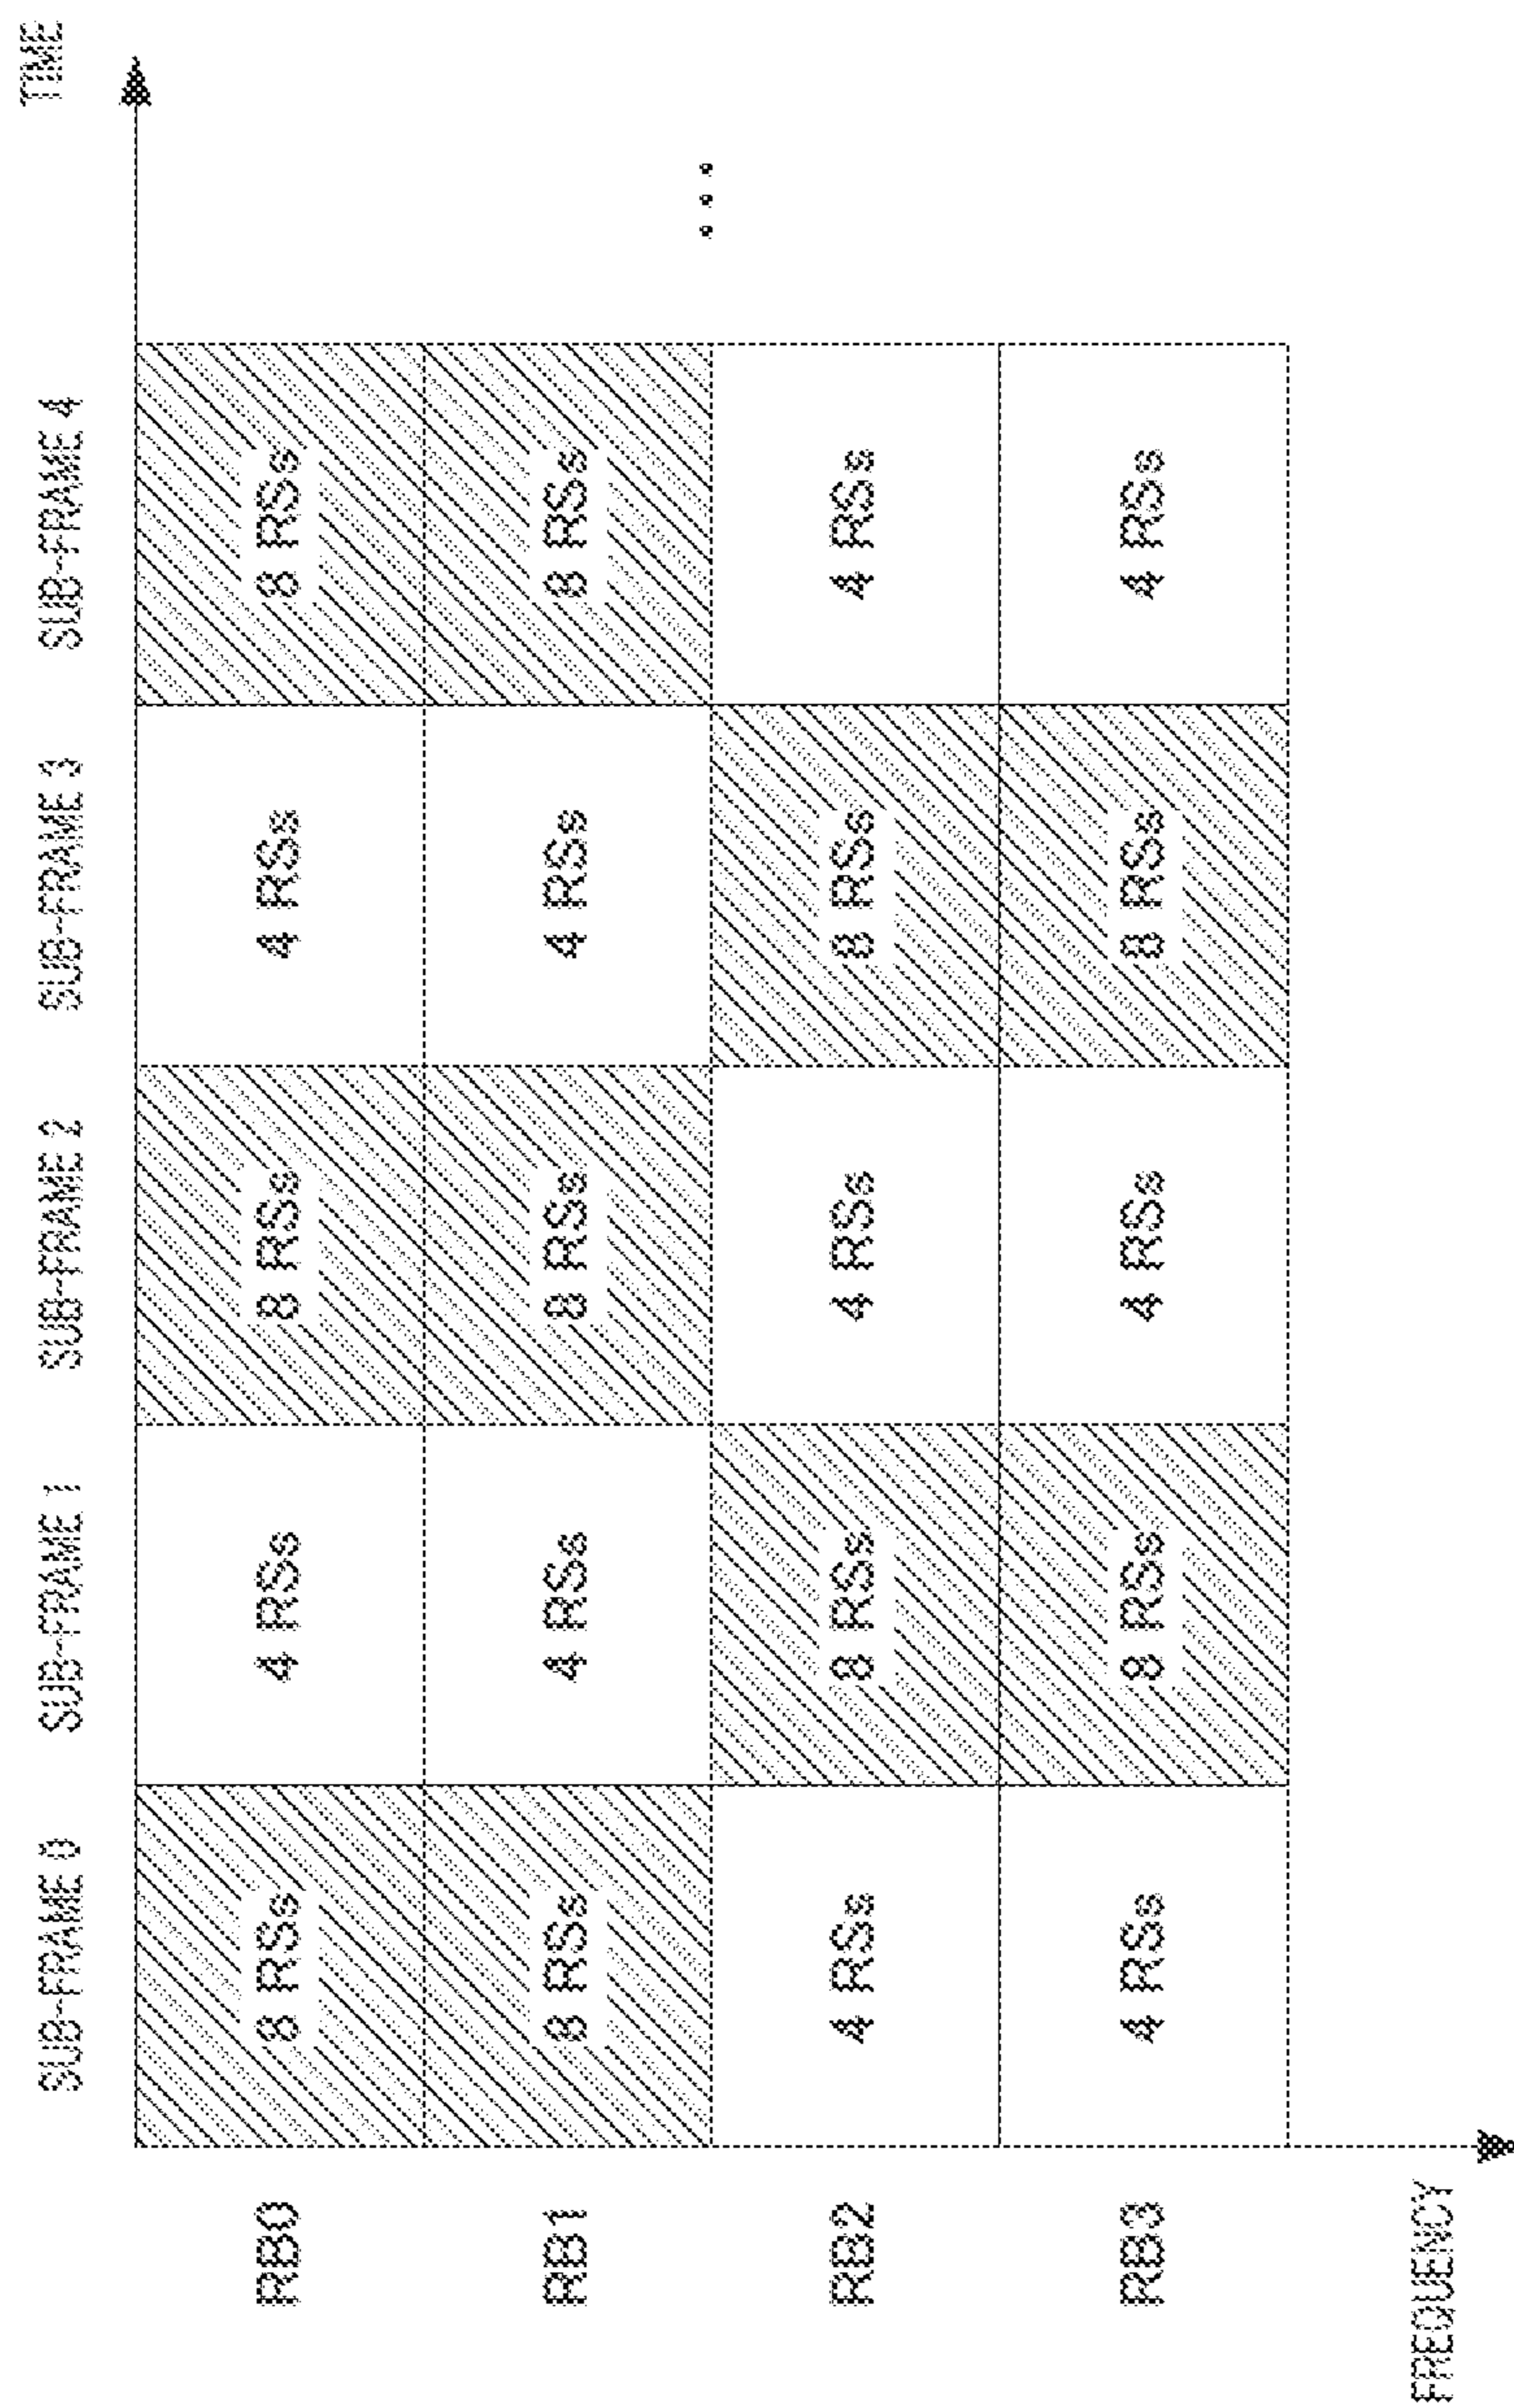 TIME
SUB-FRAME 0 SUB-FRAME 1 SUB-FRAME 2 SUB-FRAME 3 SUB-FRAME 4
RB0 8 RSs 4 RSs 8 RSs 4 RSs 8 RSs
RB1 8 RSs 4 RSs 8 RSs 4 RSs 8 RSs
...
RB2 4 RSs 8 RSs 4 RSs 8 RSs 4 RSs
RB3 4 RSs 8 RSs 4 RSs 8 RSs 4 RSs
FREQUENCY